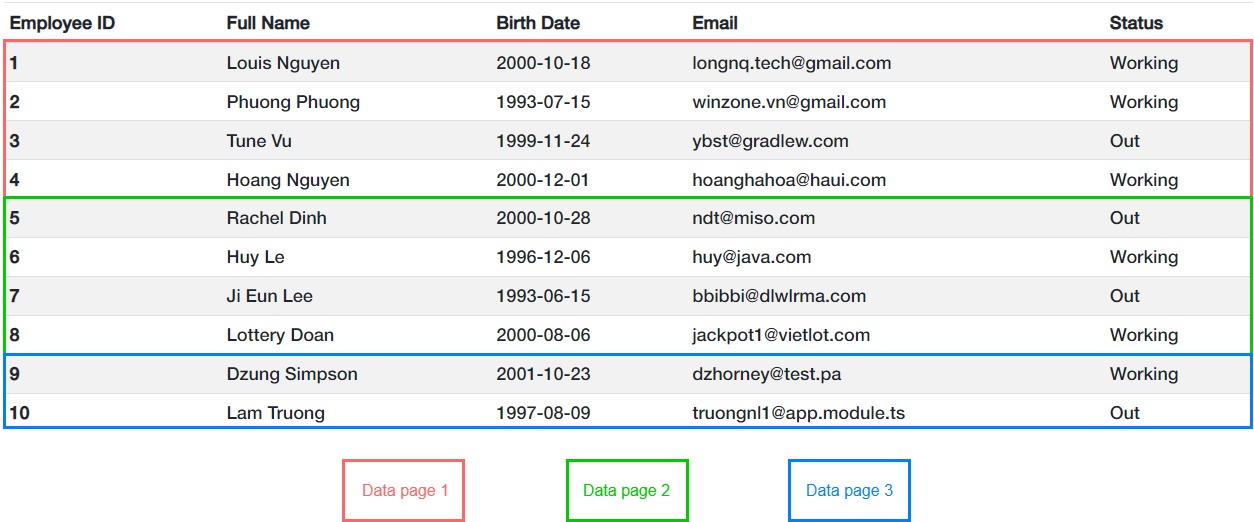 Employee ID Full Name Birth Date Email Status
1 Louis Nguyen 2000-10-18 longnq.tech@gmail.com Working
2 Phuong Phuong 1993-07-15 winzone.vn@gmail.com Working
3 Tune Vu 1999-11-24 ybst@gradlew.com Out
4 Hoang Nguyen 2000-12-01 hoanghahoa@haui.com Working
5 Rachel Dinh 2000-10-28 ndt@miso.com Out
6 Huy Le 1996-12-06 huy@java.com Working
7 Ji Eun Lee 1993-06-15 bbibbi@dlwlrma.com Out
8 Lottery Doan 2000-08-06 jackpot1@vietlot.com Working
9 Dzung Simpson 2001-10-23 dzhorney@test.pa Working
10 Lam Truong 1997-08-09 truongnl1@app.module.ts Out
Data page 1 Data page 2 Data page 3